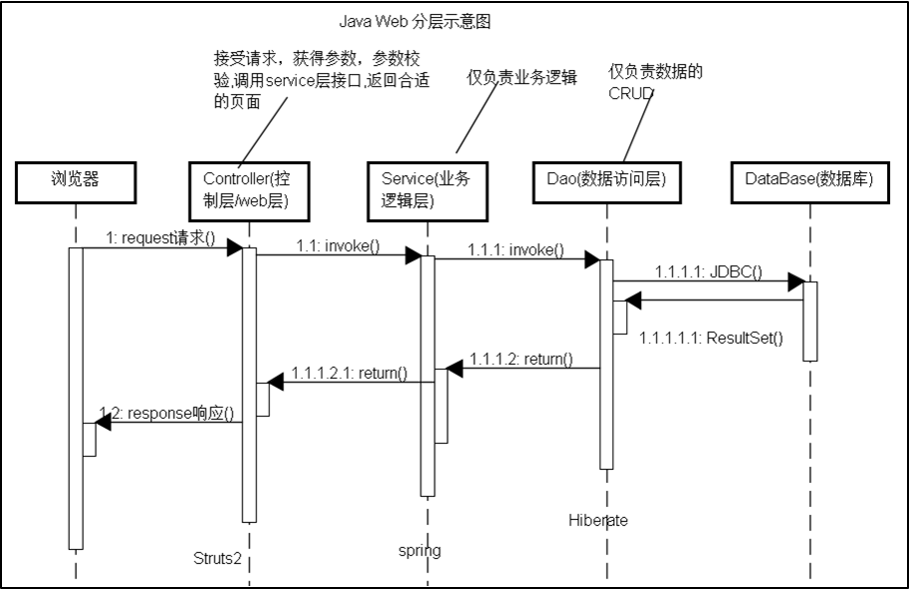 Java Web 分层示意图
接受请求，获得参数，参数校
验,调用service层接口,返回合适
的页面
仅负责业务逻辑
仅负责数据的
CRUD
浏览器
Controller(控
制层/web层)
Service(业务
逻辑层)
Dao(数据访问层)
DataBase(数据库)
1: request请求()
1.1: invoke()
1.1.1: invoke()
1.1.1.1: JDBC()
1.1.1.1.1: ResultSet()
1.1.1.2: return()
1.1.1.2.1: return()
1.2: response响应()
Hiberate
spring
Struts2